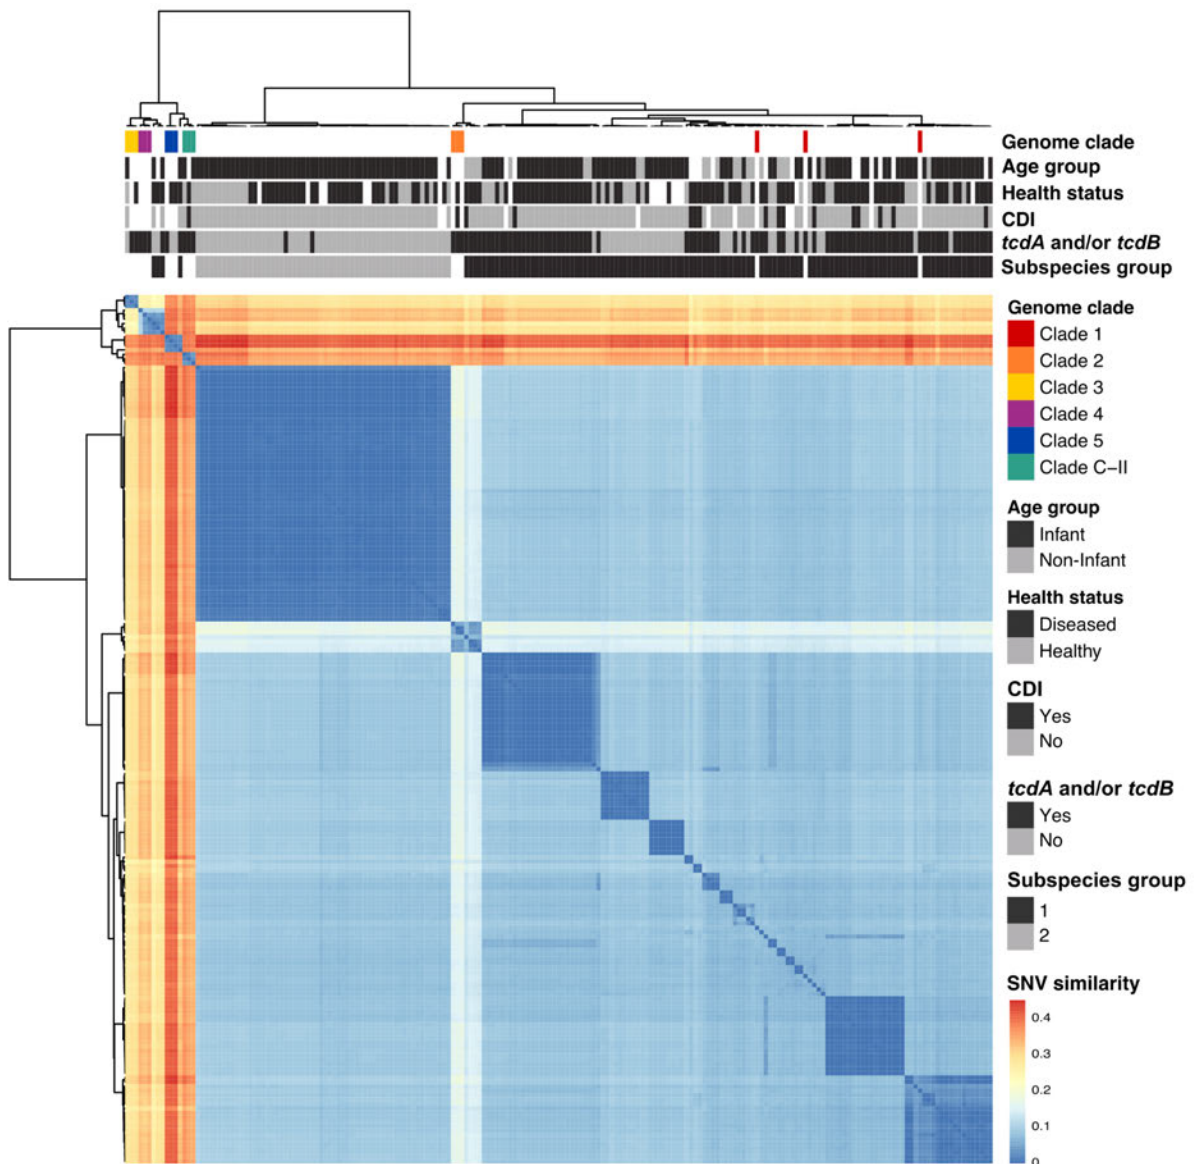 Genome clade
Age group
Health status
CDI
tcdA and/or tcdB
Subspecies group
Genome clade
Clade 1
Clade 2
Clade 3
Clade 4
Clade 5
Clade C-II
Age group
Infant
Non-Infant
Health status
Diseased
Healthy
CDI
Yes
No
tcdA and/or tcdB
Yes
No
Subspecies group
1
2
SNV similarity
0.4
0.3
0.2
0.1
0